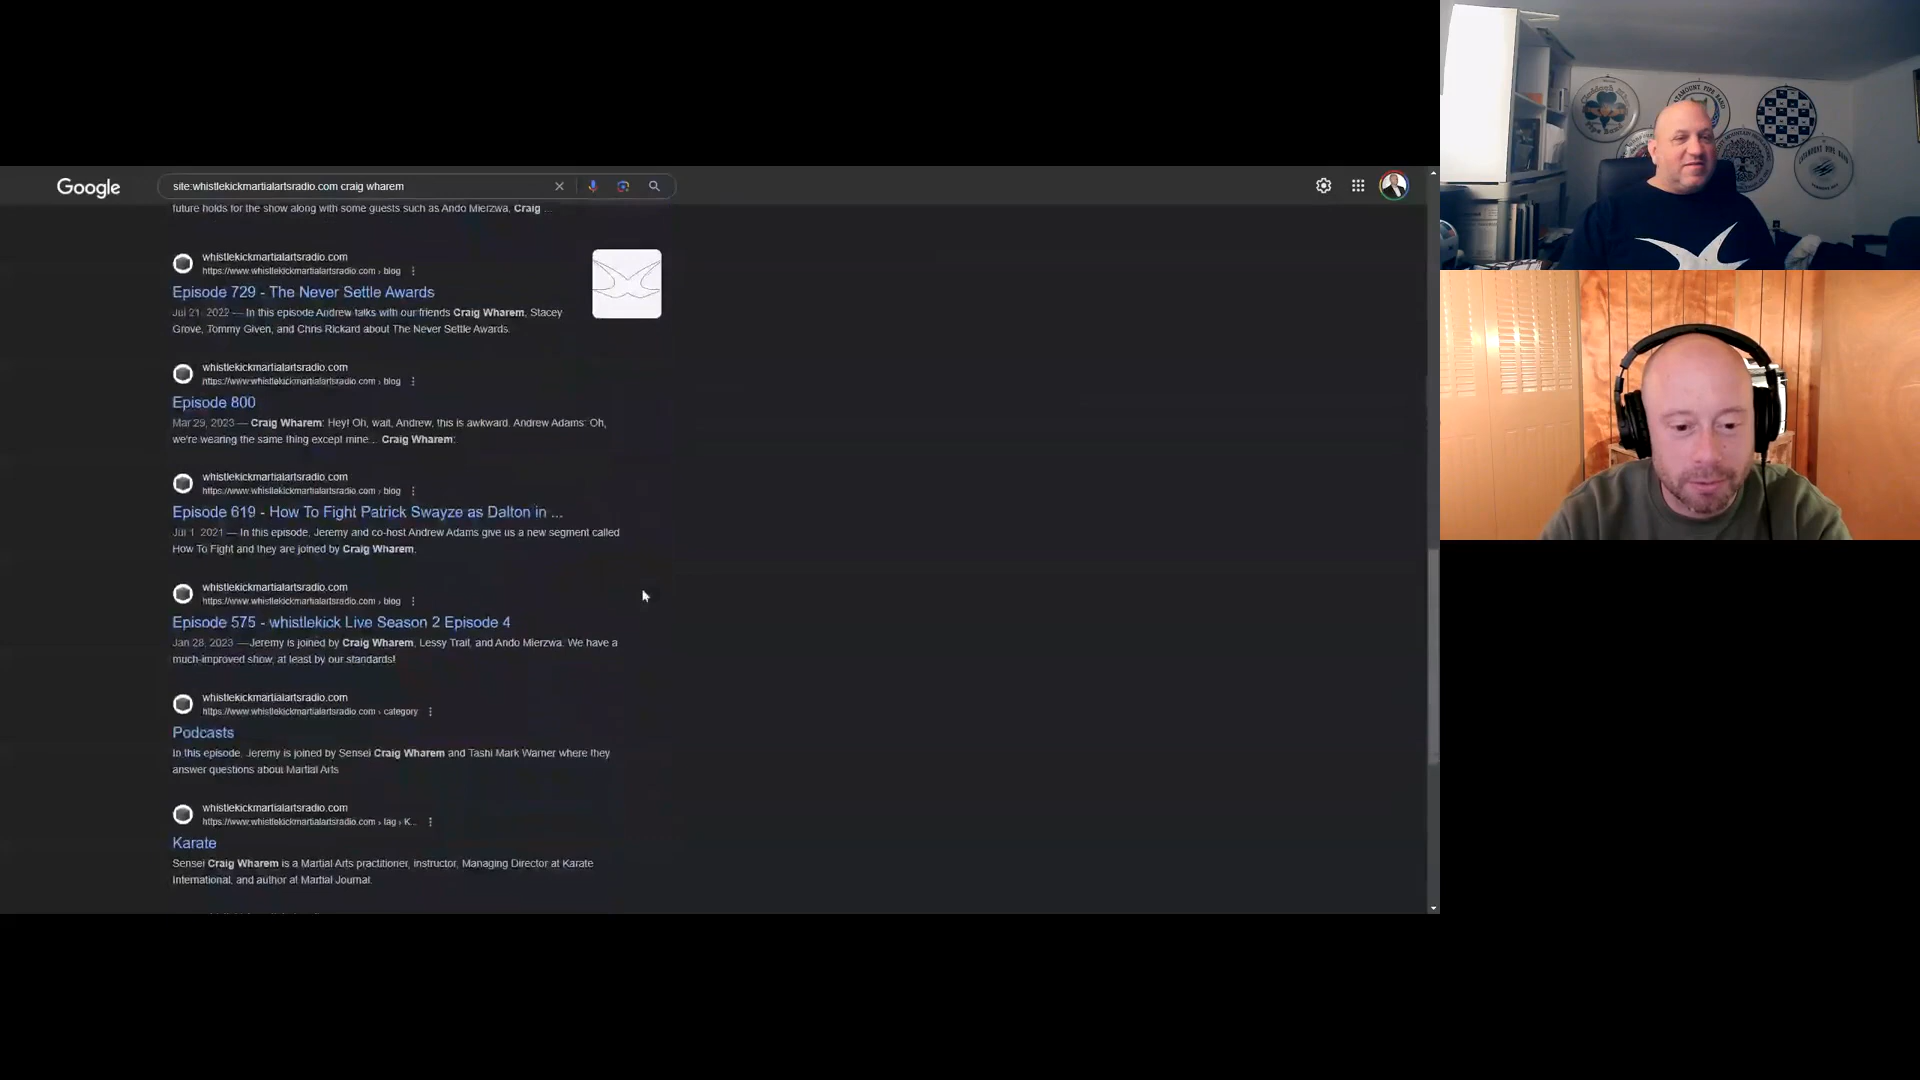 Google
site:whistlekickmartialartsradio.com craig wharem
future holds for the show along with some guests such as Ando Mierzwa, Craig ...
whistlekickmartialartsradio.com
https://www.whistlekickmartialartsradio.com › blog
Episode 729 - The Never Settle Awards
Jul 21, 2022 — In this episode Andrew talks with our friends Craig Wharem, Stacey
Grove, Tommy Given, and Chris Rickard about The Never Settle Awards.
whistlekickmartialartsradio.com
https://www.whistlekickmartialartsradio.com › blog
Episode 800
Mar 29, 2023 — Craig Wharem: Hey! Oh, wait, Andrew, this is awkward. Andrew Adams: Oh,
we're wearing the same thing except mine... Craig Wharem:
whistlekickmartialartsradio.com
https://www.whistlekickmartialartsradio.com › blog
Episode 619 - How To Fight Patrick Swayze as Dalton in ...
Jul 1, 2021 — In this episode, Jeremy and co-host Andrew Adams give us a new segment called
How To Fight and they are joined by Craig Wharem.
whistlekickmartialartsradio.com
https://www.whistlekickmartialartsradio.com › blog
Episode 575 - whistlekick Live Season 2 Episode 4
Jan 28, 2023 — Jeremy is joined by Craig Wharem, Lessy Trail, and Ando Mierzwa. We have a
much-improved show, at least by our standards!
whistlekickmartialartsradio.com
https://www.whistlekickmartialartsradio.com › category
Podcasts
In this episode, Jeremy is joined by Sensei Craig Wharem and Tashi Mark Warner where they
answer questions about Martial Arts
whistlekickmartialartsradio.com
https://www.whistlekickmartialartsradio.com › tag › K...
Karate
Sensei Craig Wharem is a Martial Arts practitioner, instructor, Managing Director at Karate
International, and author at Martial Journal.
Pipe Band
CATAMOUNT PIPE BAND
CATAMOUNT PIPE BAND